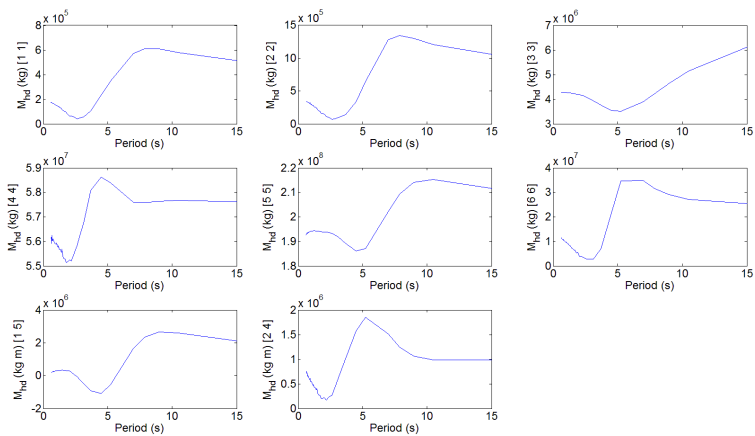 x 10^5
M_hd (kg) [1 1]
8
6
4
2
0
0 5 10 15
Period (s)
x 10^5
M_hd (kg) [2 2]
15
10
5
0
0 5 10 15
Period (s)
x 10^6
M_hd (kg) [3 3]
7
6
5
4
3
0 5 10 15
Period (s)
x 10^7
M_hd (kg) [4 4]
5.9
5.8
5.7
5.6
5.5
0 5 10 15
Period (s)
x 10^8
M_hd (kg) [5 5]
2.2
2.1
2
1.9
1.8
0 5 10 15
Period (s)
x 10^7
M_hd (kg) [6 6]
4
3
2
1
0
0 5 10 15
Period (s)
x 10^6
M_hd (kg m) [1 5]
4
2
0
-2
0 5 10 15
Period (s)
x 10^6
M_hd (kg m) [2 4]
2
1.5
1
0.5
0
0 5 10 15
Period (s)